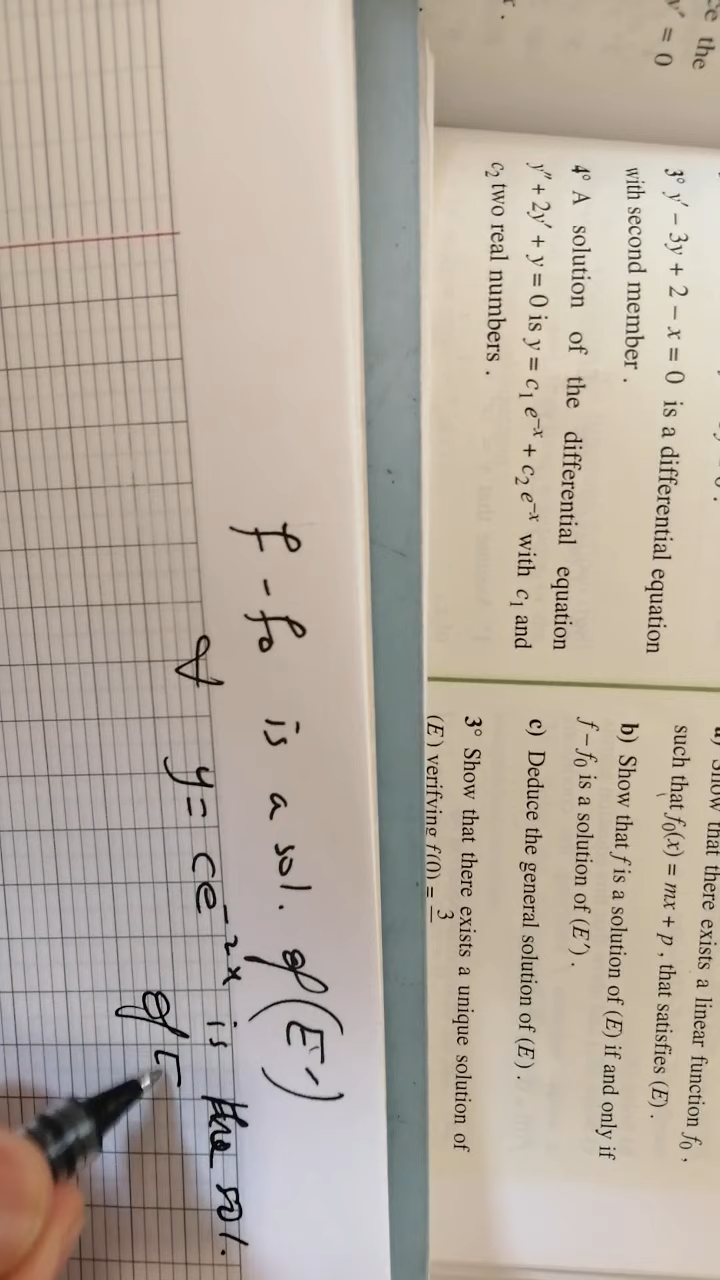 ce the
y' = 0
r .
3° y' − 3y + 2 − x = 0 is a differential equation
with second member .
4° A solution of the differential equation
y'' + 2y' + y = 0 is y = c₁ e⁻ˣ + c₂ e⁻ˣ with c₁ and
c₂ two real numbers .
a) Show that there exists a linear function f₀ ,
such that f₀(x) = mx + p , that satisfies (E) .
b) Show that f is a solution of (E) if and only if
f − f₀ is a solution of (E') .
c) Deduce the general solution of (E) .
3° Show that there exists a unique solution of
(E) verifying f(0) = 3
f - f₀ is a sol. of (E')
y = ce⁻²ˣ is the sol.
of E